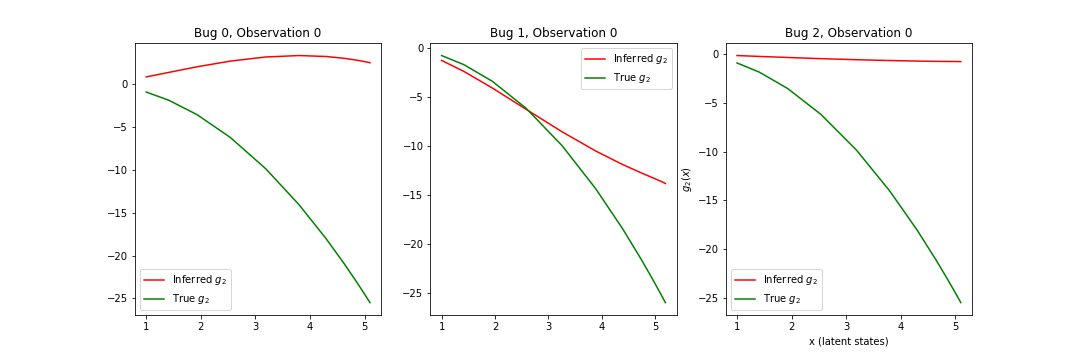 Bug 0, Observation 0
0
−5
−10
−15
−20
−25
Inferred g₂
True g₂
1 2 3 4 5
Bug 1, Observation 0
Inferred g₂
True g₂
0
−5
−10
−15
−20
−25
1 2 3 4 5
Bug 2, Observation 0
g₂(x)
0
−5
−10
−15
−20
−25
Inferred g₂
True g₂
1 2 3 4 5
x (latent states)